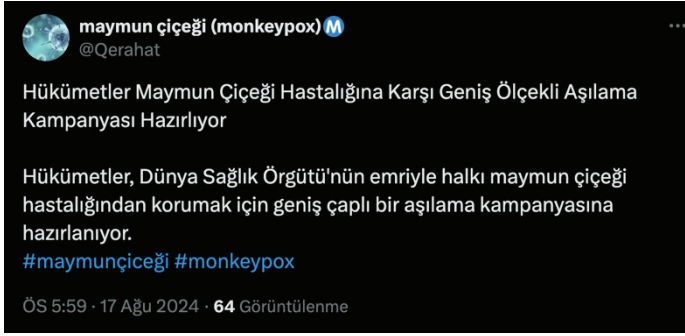 maymun çiçeği (monkeypox) Ⓜ️
@Qerahat
Hükümetler Maymun Çiçeği Hastalığına Karşı Geniş Ölçekli Aşılama
Kampanyası Hazırlıyor
Hükümetler, Dünya Sağlık Örgütü'nün emriyle halkı maymun çiçeği
hastalığından korumak için geniş çaplı bir aşılama kampanyasına
hazırlanıyor.
#maymunçiceği #monkeypox
ÖS 5:59 · 17 Ağu 2024 · 64 Görüntülenme